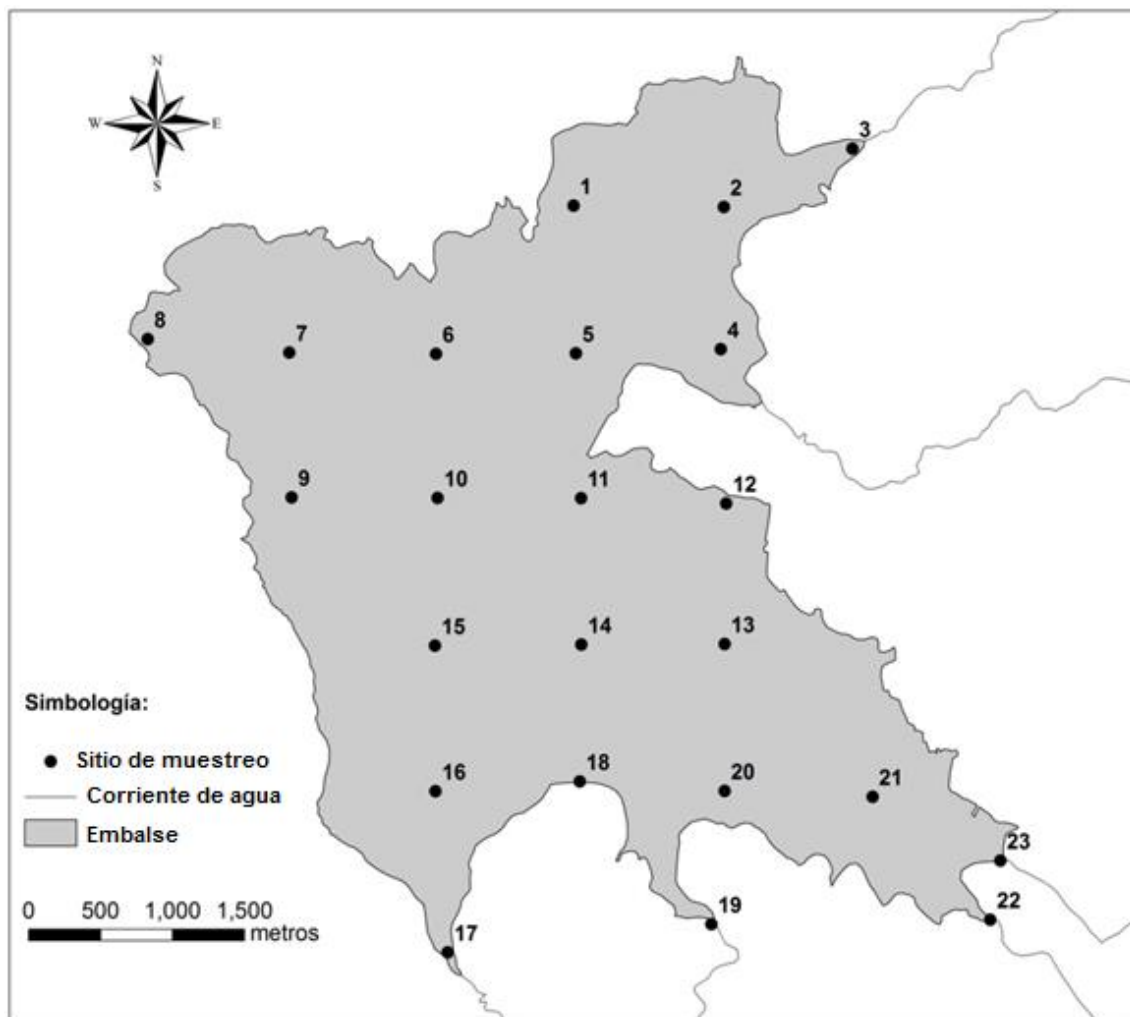 N
W E
S
3
1 2
8 7 6 5 4
9 10 11 12
15 14 13
Simbología:
Sitio de muestreo
Corriente de agua
Embalse
16 18 20 21
23
19 22
17
0 500 1,000 1,500
metros